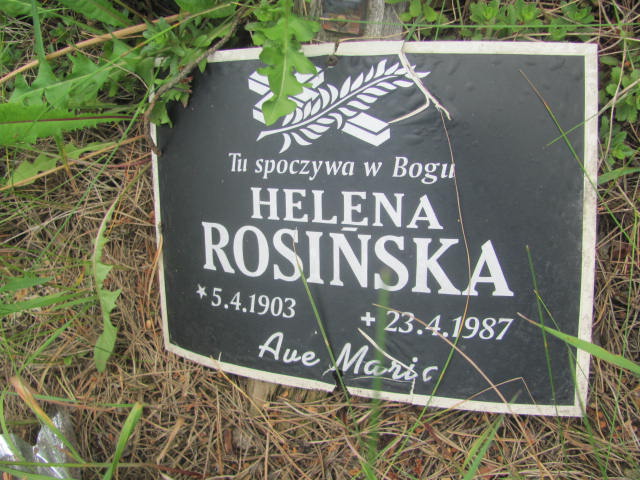 Tu spoczywa w Bogu
HELENA
ROSIŃSKA
* 5.4.1903
+ 23.4.1987
Ave Maria